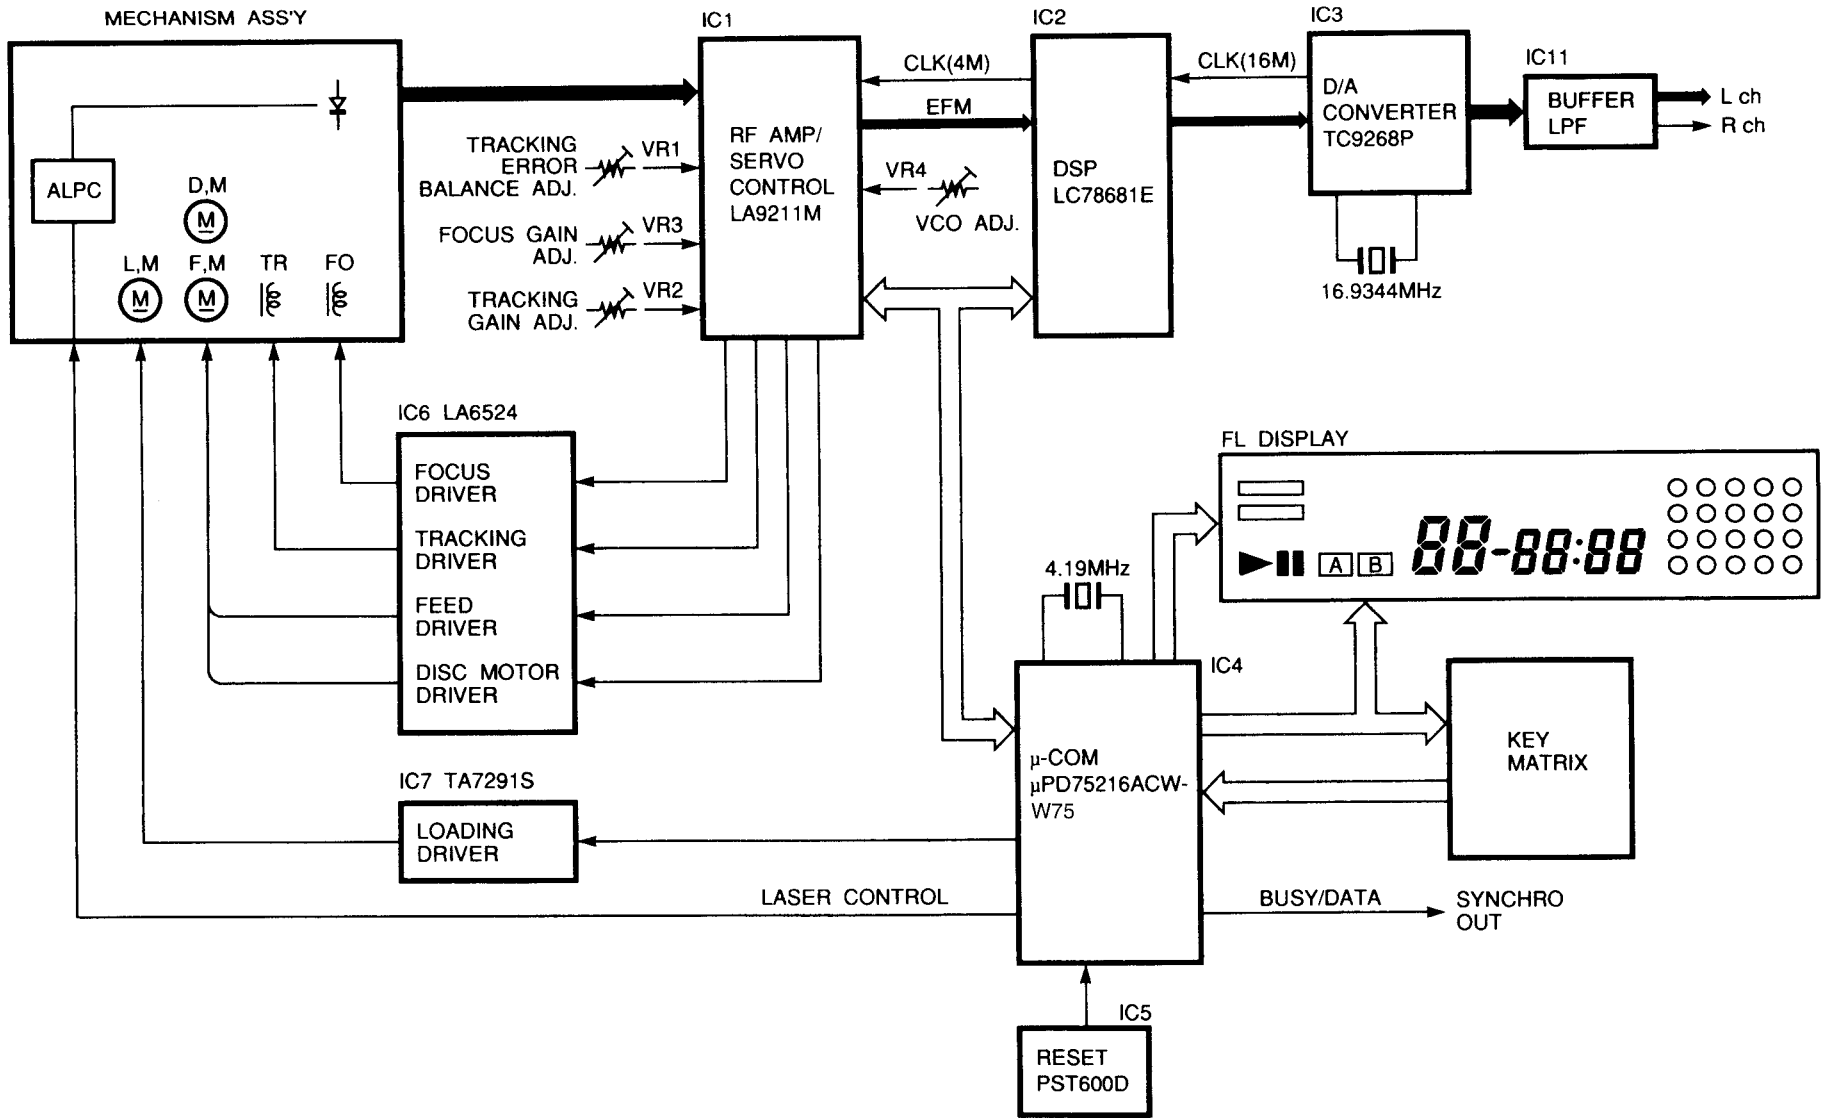 MECHANISM ASS'Y
ALPC
D,M
M
L,M
F,M
TR
FO
M
M
IC1
RF AMP/
SERVO
CONTROL
LA9211M
TRACKING
ERROR
BALANCE ADJ.
VR1
FOCUS GAIN
ADJ.
VR3
TRACKING
GAIN ADJ.
VR2
CLK(4M)
EFM
VR4
VCO ADJ.
IC2
DSP
LC78681E
CLK(16M)
IC3
D/A
CONVERTER
TC9268P
16.9344MHz
IC11
BUFFER
LPF
L ch
R ch
IC6 LA6524
FOCUS
DRIVER
TRACKING
DRIVER
FEED
DRIVER
DISC MOTOR
DRIVER
IC7 TA7291S
LOADING
DRIVER
LASER CONTROL
FL DISPLAY
A
B
88-88:88
4.19MHz
IC4
μ-COM
μPD75216ACW-
W75
KEY
MATRIX
BUSY/DATA
SYNCHRO
OUT
IC5
RESET
PST600D